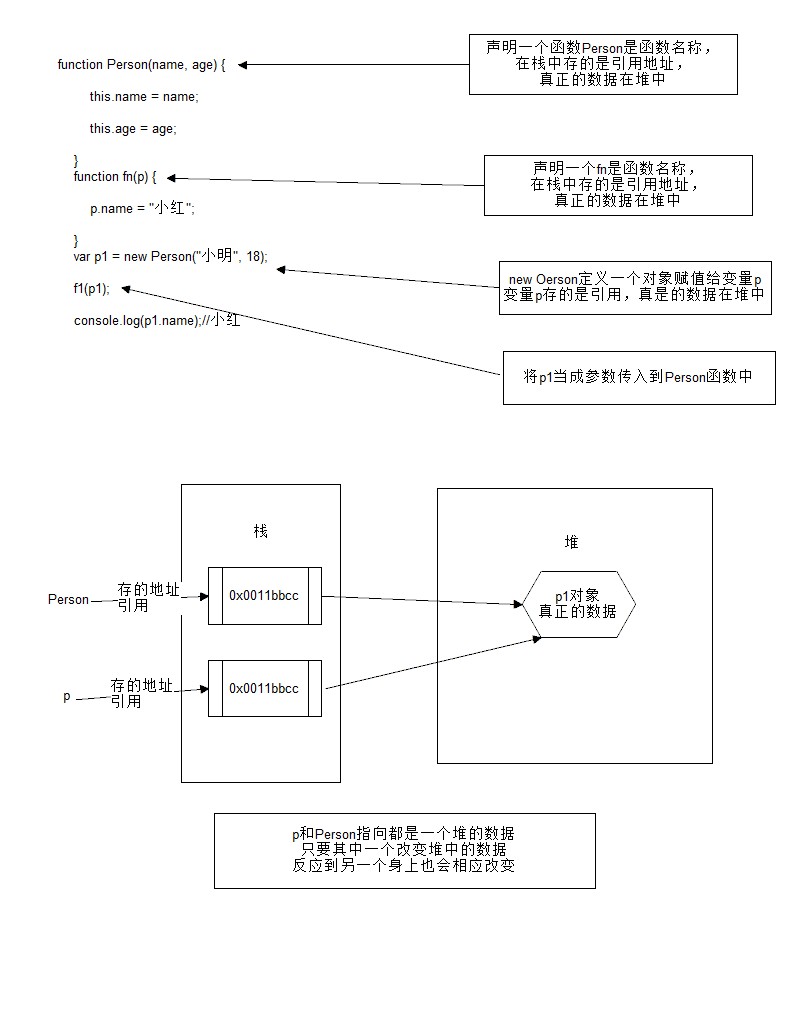 function Person(name, age) {
this.name = name;
this.age = age;
}
function fn(p) {
p.name = "小红";
}
var p1 = new Person("小明", 18);
f1(p1);
console.log(p1.name);//小红
声明一个函数Person是函数名称，
在栈中存的是引用地址，
真正的数据在堆中
声明一个fn是函数名称，
在栈中存的是引用地址，
真正的数据在堆中
new Oerson定义一个对象赋值给变量p
变量p存的是引用，真是的数据在堆中
将p1当成参数传入到Person函数中
栈
堆
Person
存的地址
引用
0x0011bbcc
p1对象
真正的数据
p
存的地址
引用
0x0011bbcc
p和Person指向都是一个堆的数据
只要其中一个改变堆中的数据
反应到另一个身上也会相应改变